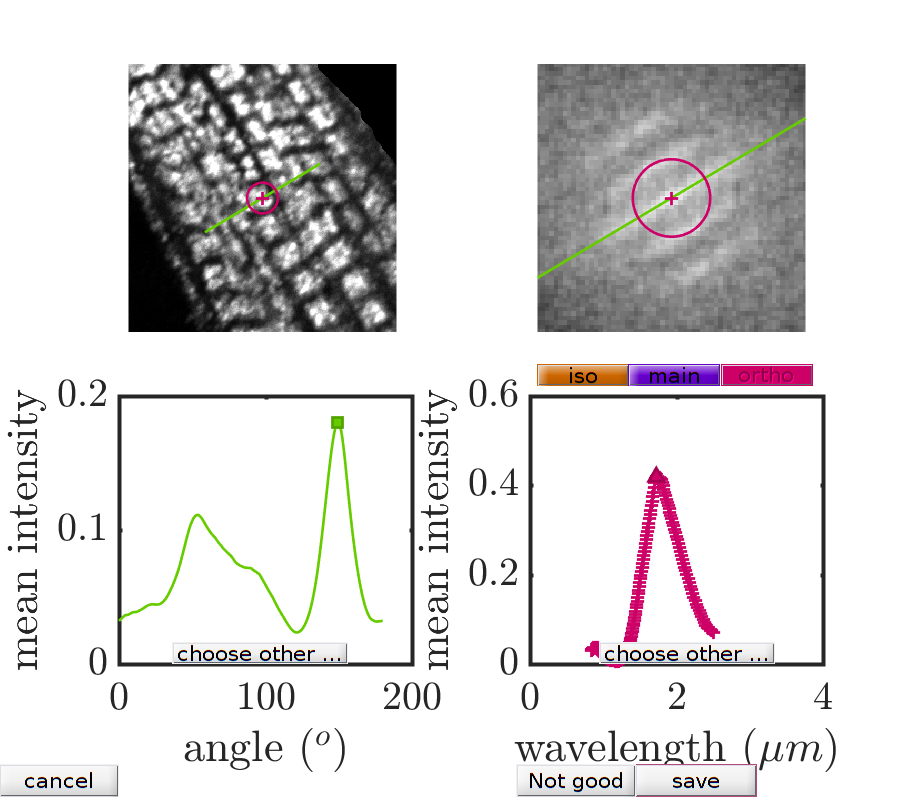 iso main ortho
0.2
0.1
0
mean intensity
choose other ...
0 100 200
angle (º)
0.6
0.4
0.2
0
mean intensity
choose other ...
0 2 4
wavelength (μm)
cancel Not good save